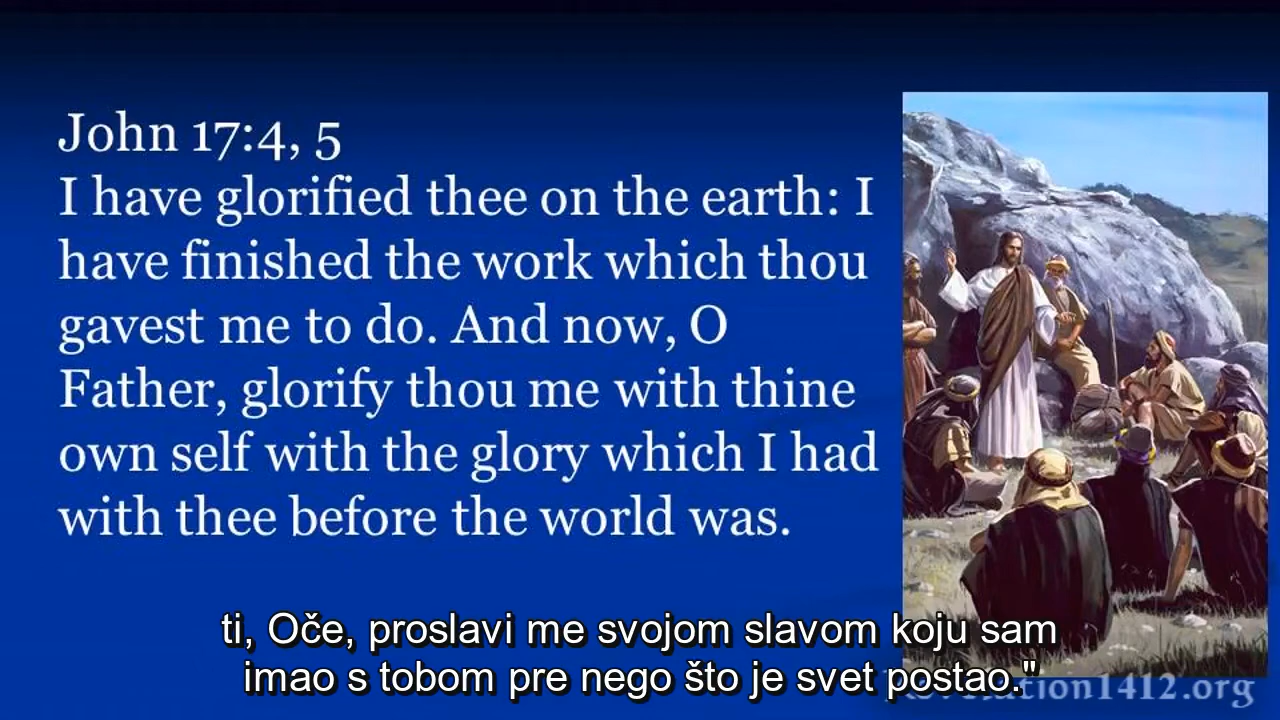 John 17:4, 5
I have glorified thee on the earth: I
have finished the work which thou
gavest me to do. And now, O
Father, glorify thou me with thine
own self with the glory which I had
with thee before the world was.
ti, Oče, proslavi me svojom slavom koju sam
imao s tobom pre nego što je svet postao."